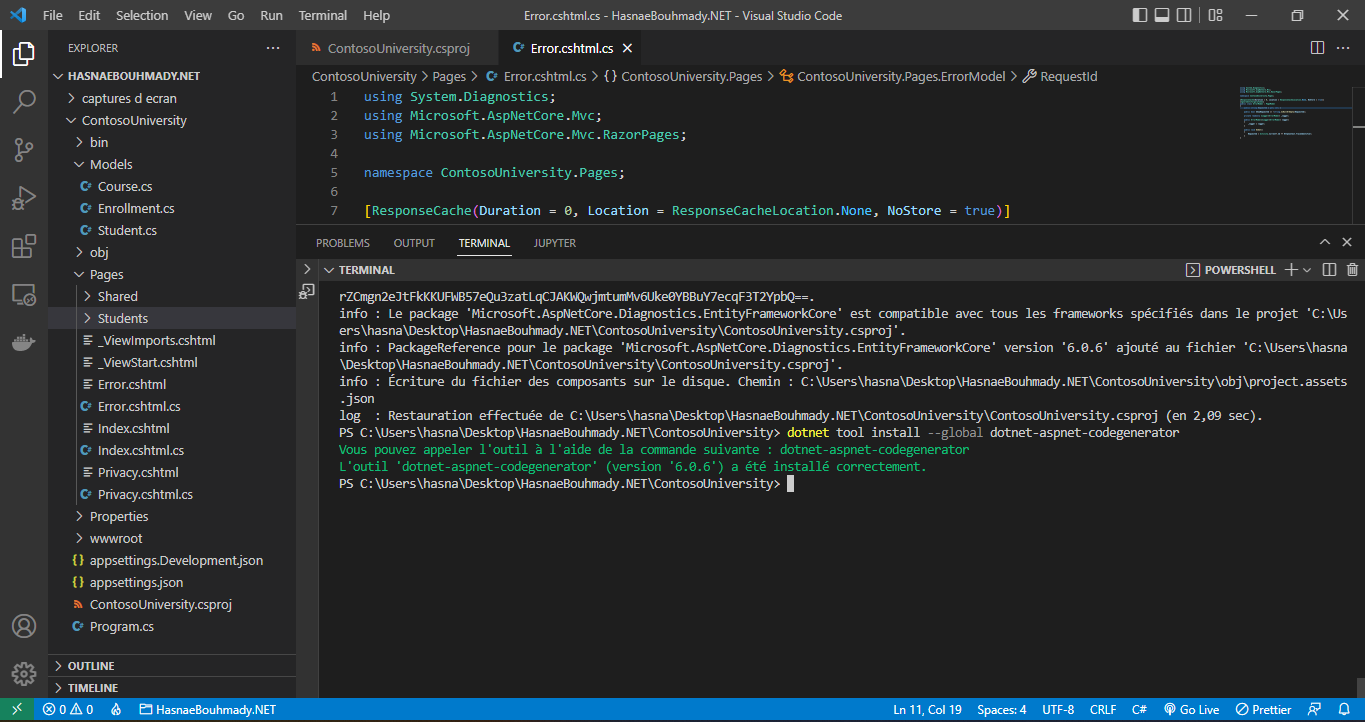 File Edit Selection View Go Run Terminal Help
Error.cshtml.cs - HasnaeBouhmady.NET - Visual Studio Code
EXPLORER
HASNAEBOUHMADY.NET
captures d ecran
ContosoUniversity
bin
Models
Course.cs
Enrollment.cs
Student.cs
obj
Pages
Shared
Students
_ViewImports.cshtml
_ViewStart.cshtml
Error.cshtml
Error.cshtml.cs
Index.cshtml
Index.cshtml.cs
Privacy.cshtml
Privacy.cshtml.cs
Properties
wwwroot
appsettings.Development.json
appsettings.json
ContosoUniversity.csproj
Program.cs
OUTLINE
TIMELINE
ContosoUniversity.csproj
Error.cshtml.cs
ContosoUniversity > Pages > Error.cshtml.cs > {} ContosoUniversity.Pages > ContosoUniversity.Pages.ErrorModel > RequestId
1 using System.Diagnostics;
2 using Microsoft.AspNetCore.Mvc;
3 using Microsoft.AspNetCore.Mvc.RazorPages;
4
5 namespace ContosoUniversity.Pages;
6
7 [ResponseCache(Duration = 0, Location = ResponseCacheLocation.None, NoStore = true)]
PROBLEMS OUTPUT TERMINAL JUPYTER
TERMINAL
POWERSHELL
rZCmgn2eJtFkKKUFWB57eQu3zatLqCJAKWQwjmtumMv6Uke0YBBuY7ecqF3T2YpbQ==.
info : Le package 'Microsoft.AspNetCore.Diagnostics.EntityFrameworkCore' est compatible avec tous les frameworks spécifiés dans le projet 'C:\Us
ers\hasna\Desktop\HasnaeBouhmady.NET\ContosoUniversity\ContosoUniversity.csproj'.
info : PackageReference pour le package 'Microsoft.AspNetCore.Diagnostics.EntityFrameworkCore' version '6.0.6' ajouté au fichier 'C:\Users\hasna
\Desktop\HasnaeBouhmady.NET\ContosoUniversity\ContosoUniversity.csproj'.
info : Écriture du fichier des composants sur le disque. Chemin : C:\Users\hasna\Desktop\HasnaeBouhmady.NET\ContosoUniversity\obj\project.assets
.json
log  : Restauration effectuée de C:\Users\hasna\Desktop\HasnaeBouhmady.NET\ContosoUniversity\ContosoUniversity.csproj (en 2,09 sec).
PS C:\Users\hasna\Desktop\HasnaeBouhmady.NET\ContosoUniversity> dotnet tool install --global dotnet-aspnet-codegenerator
Vous pouvez appeler l'outil à l'aide de la commande suivante : dotnet-aspnet-codegenerator
L'outil 'dotnet-aspnet-codegenerator' (version '6.0.6') a été installé correctement.
PS C:\Users\hasna\Desktop\HasnaeBouhmady.NET\ContosoUniversity>
0 0 HasnaeBouhmady.NET Ln 11, Col 19 Spaces: 4 UTF-8 CRLF C# Go Live Prettier